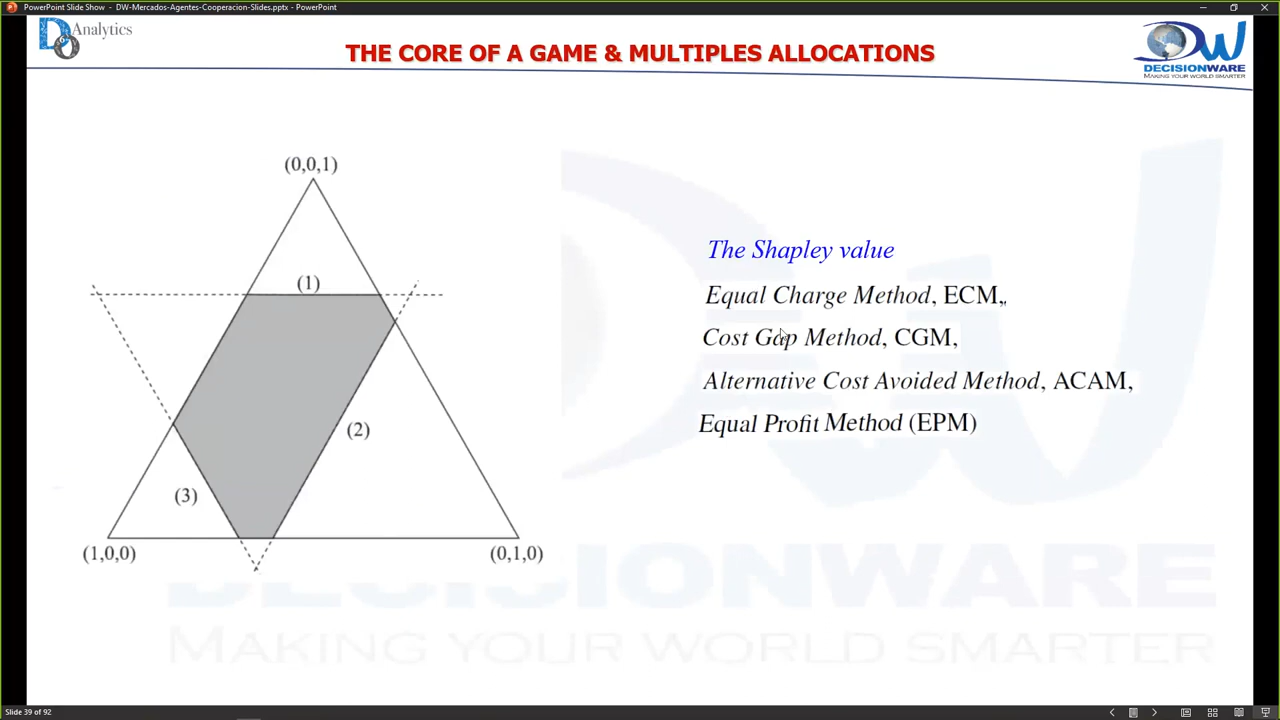 PowerPoint Slide Show - DW-Mercados-Agentes-Cooperacion-Slides.pptx - PowerPoint
Analytics
THE CORE OF A GAME & MULTIPLES ALLOCATIONS
DW
DECISIONWARE
MAKING YOUR WORLD SMARTER
(0,0,1)
(1)
(2)
(3)
(1,0,0)
(0,1,0)
The Shapley value
Equal Charge Method, ECM,.
Cost Gap Method, CGM,
Alternative Cost Avoided Method, ACAM,
Equal Profit Method (EPM)
DECISIONWARE
MAKING YOUR WORLD SMARTER
Slide 39 of 92